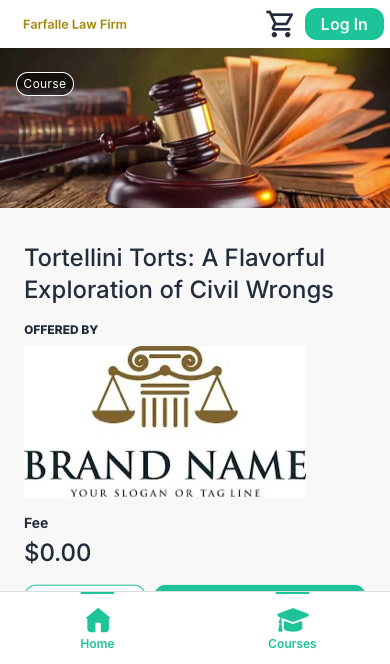 Farfalle Law Firm
Log In
Course
Tortellini Torts: A Flavorful
Exploration of Civil Wrongs
OFFERED BY
BRAND NAME
YOUR SLOGAN OR TAG LINE
Fee
$0.00
Home
Courses